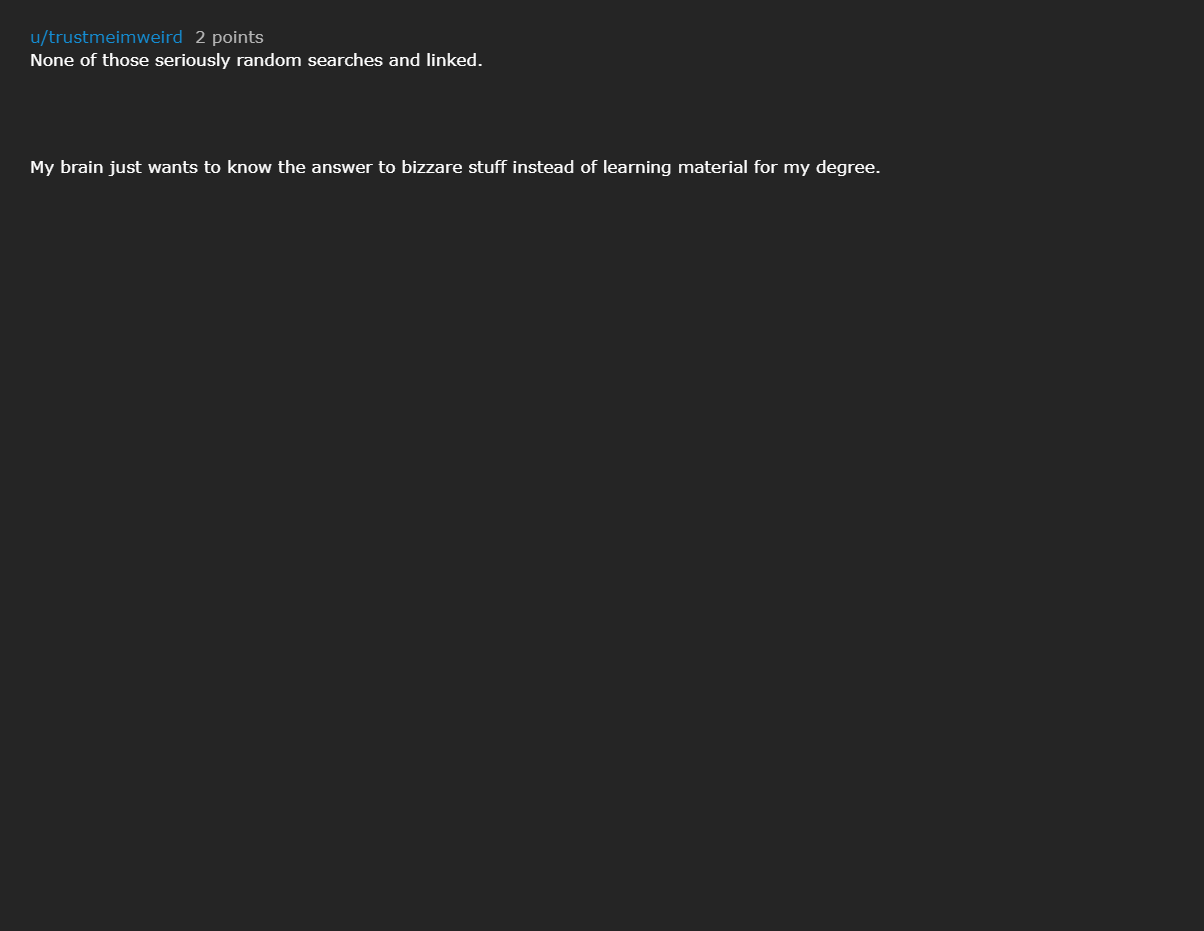 u/trustmeimweird 2 points
None of those seriously random searches and linked.
My brain just wants to know the answer to bizzare stuff instead of learning material for my degree.